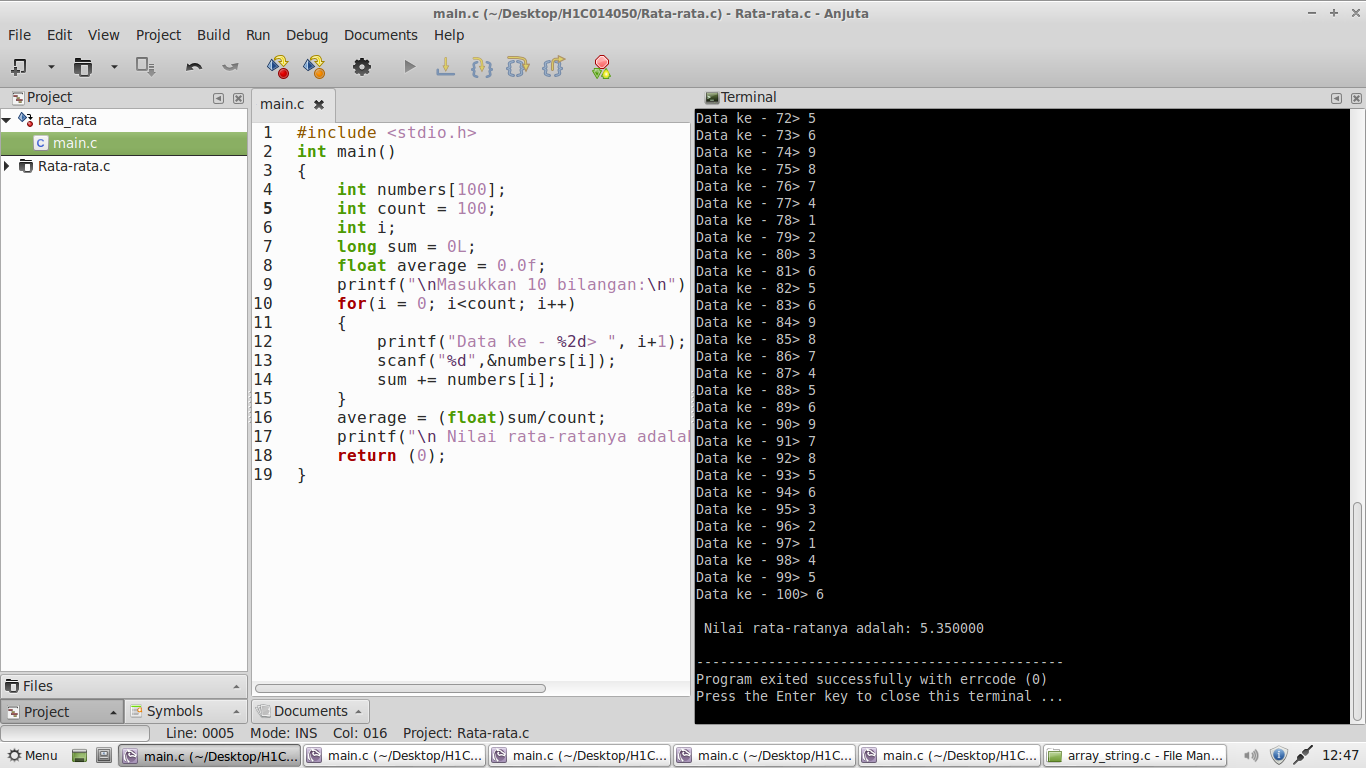 main.c (~/Desktop/H1C014050/Rata-rata.c) - Rata-rata.c - Anjuta
File Edit View Project Build Run Debug Documents Help
Project
rata_rata
main.c
Rata-rata.c
Files
Project Symbols
main.c
1 #include <stdio.h>
2 int main()
3 {
4 int numbers[100];
5 int count = 100;
6 int i;
7 long sum = 0L;
8 float average = 0.0f;
9 printf("\nMasukkan 10 bilangan:\n")
10 for(i = 0; i<count; i++)
11 {
12 printf("Data ke - %2d> ", i+1);
13 scanf("%d",&numbers[i]);
14 sum += numbers[i];
15 }
16 average = (float)sum/count;
17 printf("\n Nilai rata-ratanya adalah
18 return (0);
19 }
Documents
Terminal
Data ke - 72> 5
Data ke - 73> 6
Data ke - 74> 9
Data ke - 75> 8
Data ke - 76> 7
Data ke - 77> 4
Data ke - 78> 1
Data ke - 79> 2
Data ke - 80> 3
Data ke - 81> 6
Data ke - 82> 5
Data ke - 83> 6
Data ke - 84> 9
Data ke - 85> 8
Data ke - 86> 7
Data ke - 87> 4
Data ke - 88> 5
Data ke - 89> 6
Data ke - 90> 9
Data ke - 91> 7
Data ke - 92> 8
Data ke - 93> 5
Data ke - 94> 6
Data ke - 95> 3
Data ke - 96> 2
Data ke - 97> 1
Data ke - 98> 4
Data ke - 99> 5
Data ke - 100> 6
Nilai rata-ratanya adalah: 5.350000
----------------------------------------------
Program exited successfully with errcode (0)
Press the Enter key to close this terminal ...
Line: 0005 Mode: INS Col: 016 Project: Rata-rata.c
Menu main.c (~/Desktop/H1C... main.c (~/Desktop/H1C... main.c (~/Desktop/H1C... main.c (~/Desktop/H1C... main.c (~/Desktop/H1C... array_string.c - File Man... 12:47